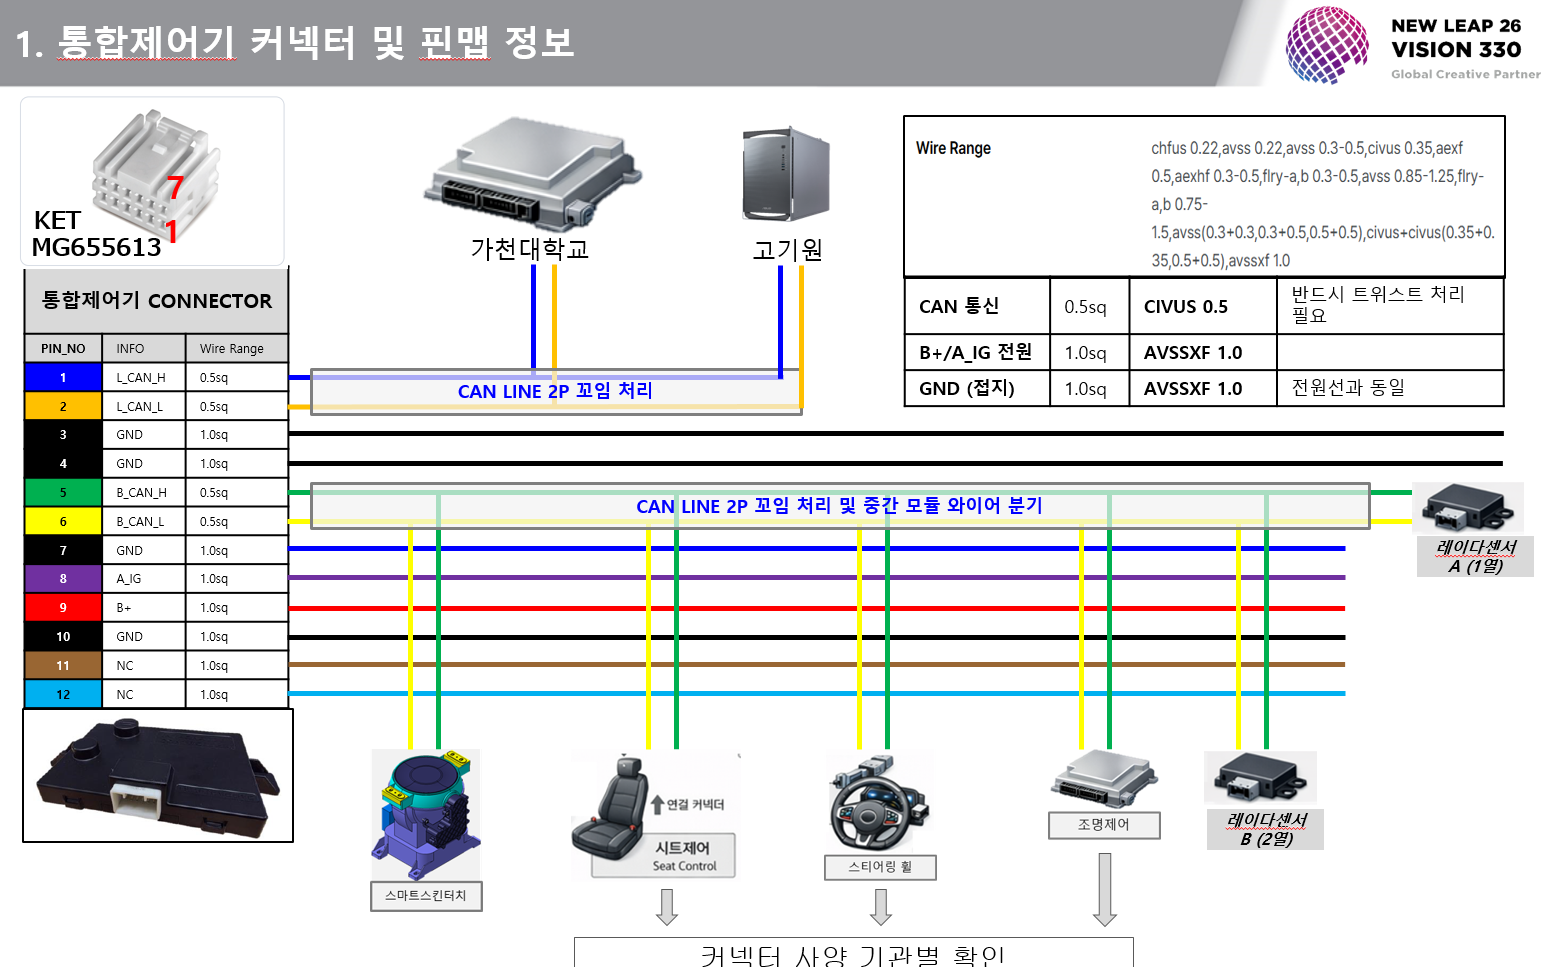 1. 통합제어기 커넥터 및 핀맵 정보
NEW LEAP 26
VISION 330
Global Creative Partner
7
1
KET
MG655613
가천대학교
고기원
Wire Range
chfus 0.22,avss 0.22,avss 0.3-0.5,civus 0.35,aexf
0.5,aexhf 0.3-0.5,flry-a,b 0.3-0.5,avss 0.85-1.25,flry-
a,b 0.75-
1.5,avss(0.3+0.3,0.3+0.5,0.5+0.5),civus+civus(0.35+0.
35,0.5+0.5),avssxf 1.0
CAN 통신 0.5sq CIVUS 0.5 반드시 트위스트 처리
필요
B+/A_IG 전원 1.0sq AVSSXF 1.0
GND (접지) 1.0sq AVSSXF 1.0 전원선과 동일
통합제어기 CONNECTOR
PIN_NO INFO Wire Range
1 L_CAN_H 0.5sq
2 L_CAN_L 0.5sq
3 GND 1.0sq
4 GND 1.0sq
5 B_CAN_H 0.5sq
6 B_CAN_L 0.5sq
7 GND 1.0sq
8 A_IG 1.0sq
9 B+ 1.0sq
10 GND 1.0sq
11 NC 1.0sq
12 NC 1.0sq
CAN LINE 2P 꼬임 처리
CAN LINE 2P 꼬임 처리 및 중간 모듈 와이어 분기
레이다센서
A (1열)
연결 커넥더
시트제어
Seat Control
스마트스킨터치
스티어링 휠
조명제어
레이다센서
B (2열)
커넥터 사양 기관별 확인